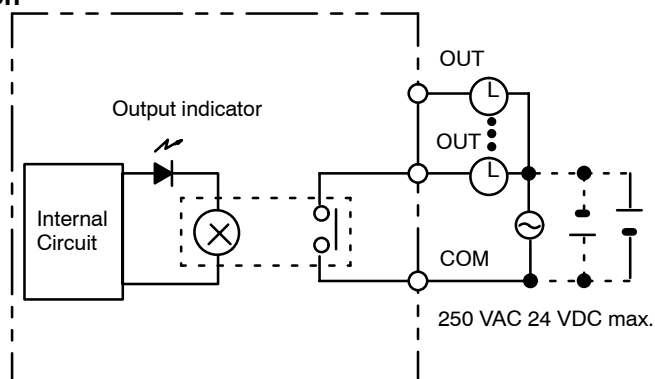 OUT
L
Output indicator
OUT
L
Internal
Circuit
COM
250 VAC 24 VDC max.